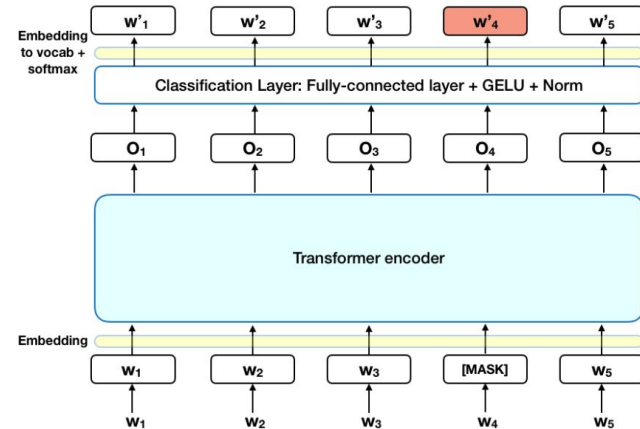 w'₁ w'₂ w'₃ w'₄ w'₅
Embedding
to vocab +
softmax
Classification Layer: Fully-connected layer + GELU + Norm
O₁ O₂ O₃ O₄ O₅
Transformer encoder
Embedding
w₁ w₂ w₃ [MASK] w₅
w₁ w₂ w₃ w₄ w₅